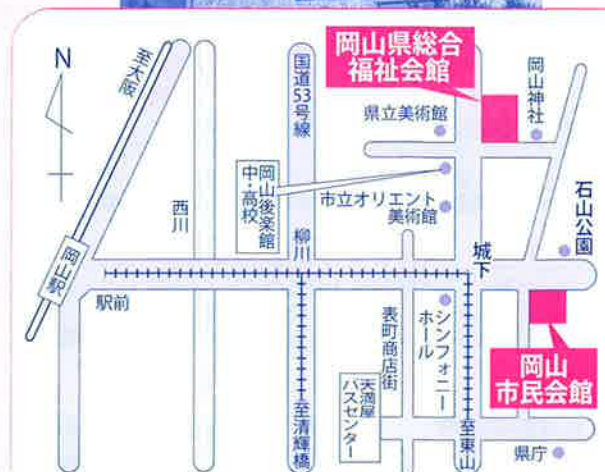 N
至大阪
岡山駅
駅前
西川
国道53号線
柳川
至清輝橋
岡山県総合
福祉会館
岡山神社
県立美術館
岡山後楽館
中・高校
市立オリエント
美術館
石山公園
城下
表町商店街
シンフォニー
ホール
天満屋
バスセンター
至東山
岡山
市民会館
県庁